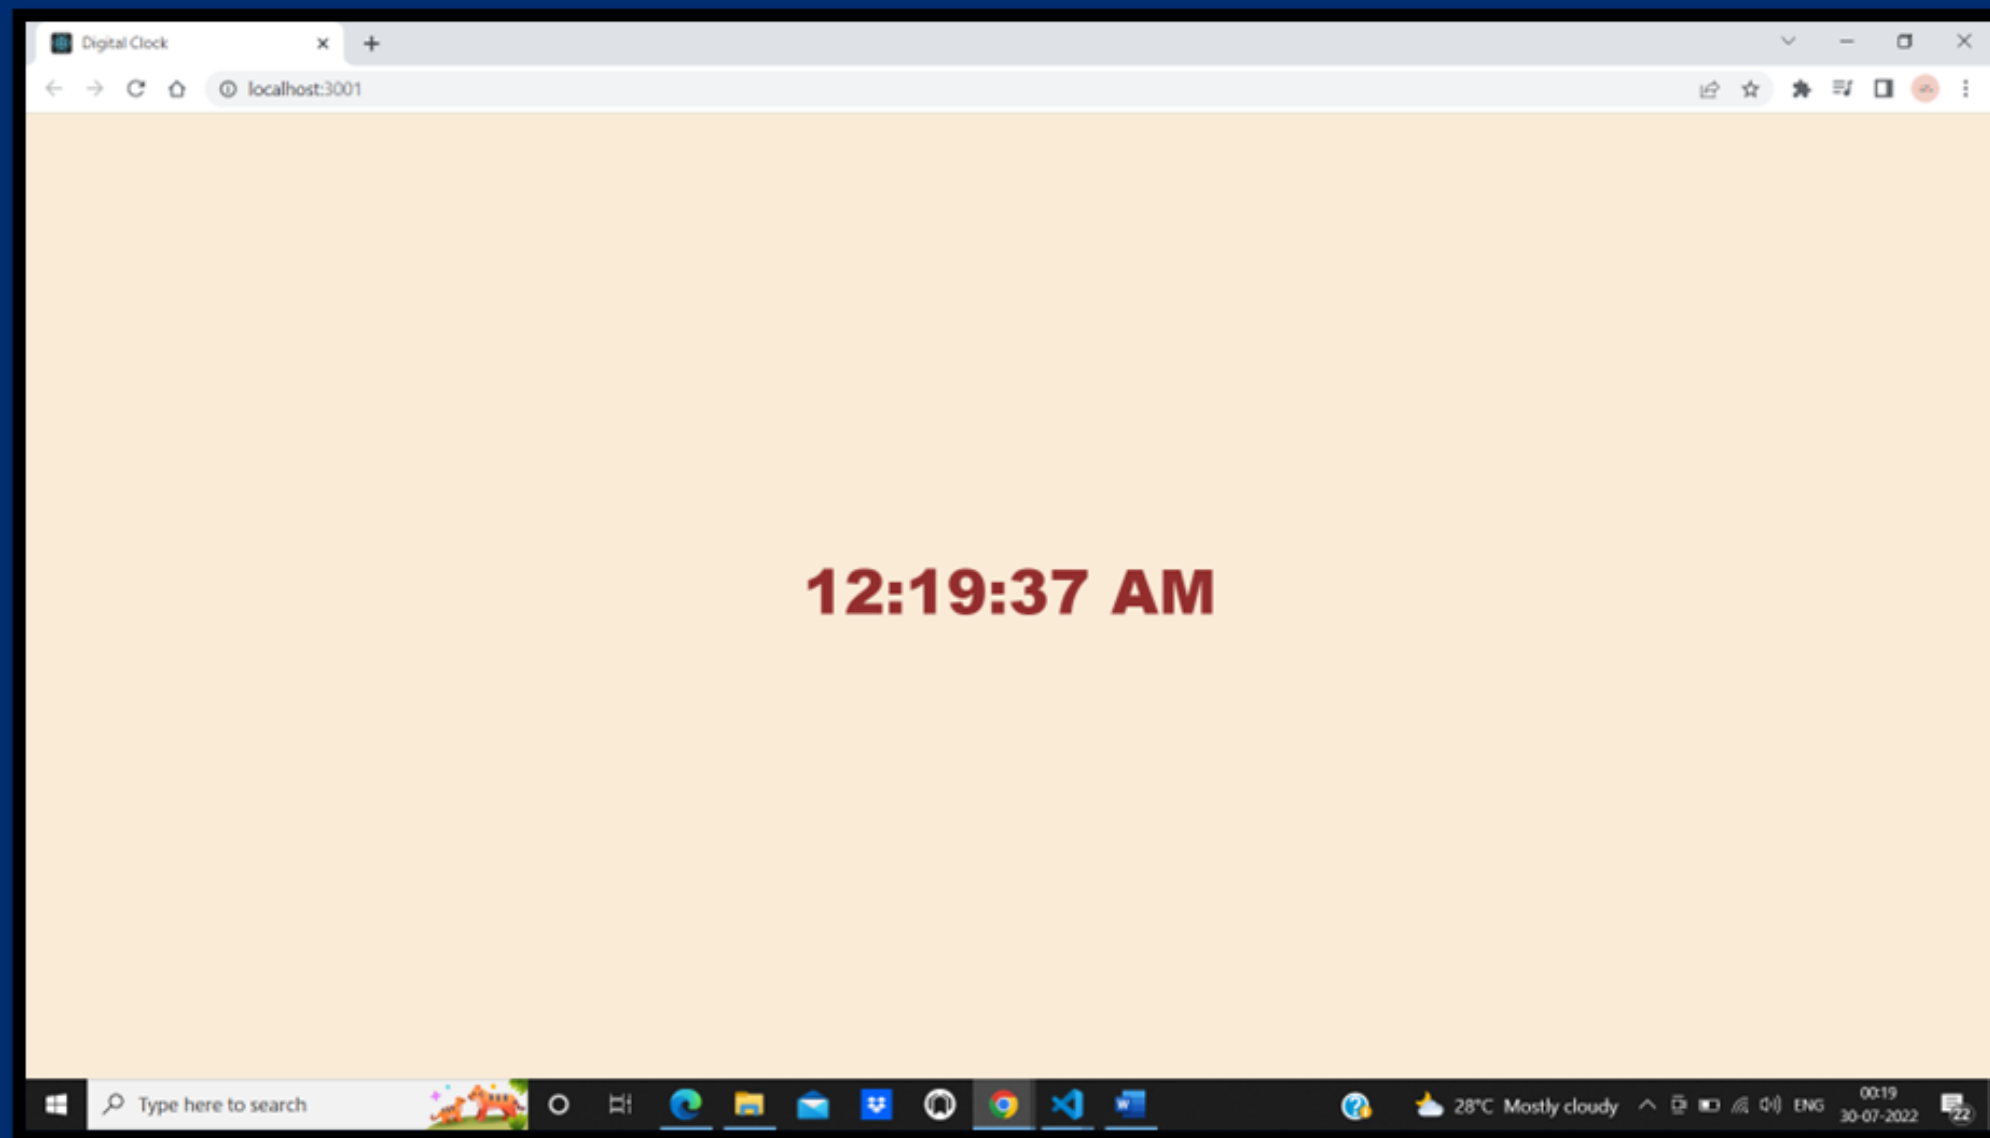 Digital Clock
localhost:3001
12:19:37 AM
Type here to search
28°C Mostly cloudy
ENG
00:19
30-07-2022
22